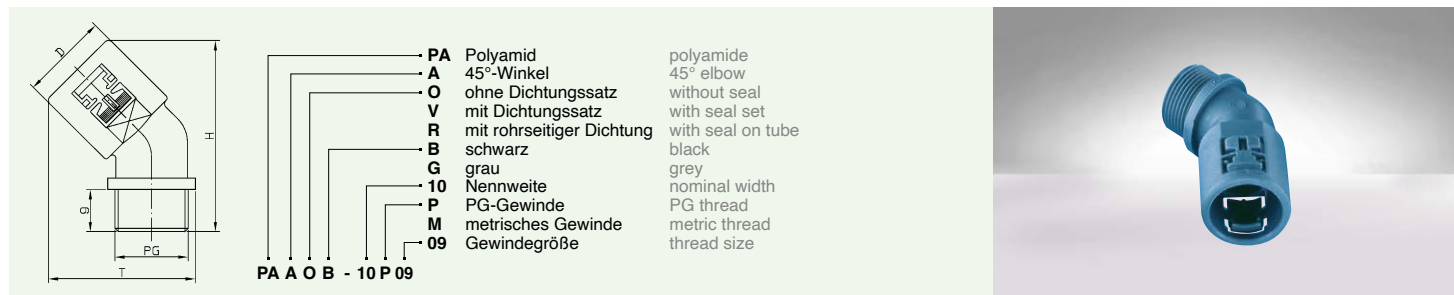 D
H
9
PG
T
PA Polyamid polyamide
A 45°-Winkel 45° elbow
O ohne Dichtungssatz without seal
V mit Dichtungssatz with seal set
R mit rohrseitiger Dichtung with seal on tube
B schwarz black
G grau grey
10 Nennweite nominal width
P PG-Gewinde PG thread
M metrisches Gewinde metric thread
09 Gewindegröße thread size
PA A O B - 10 P 09